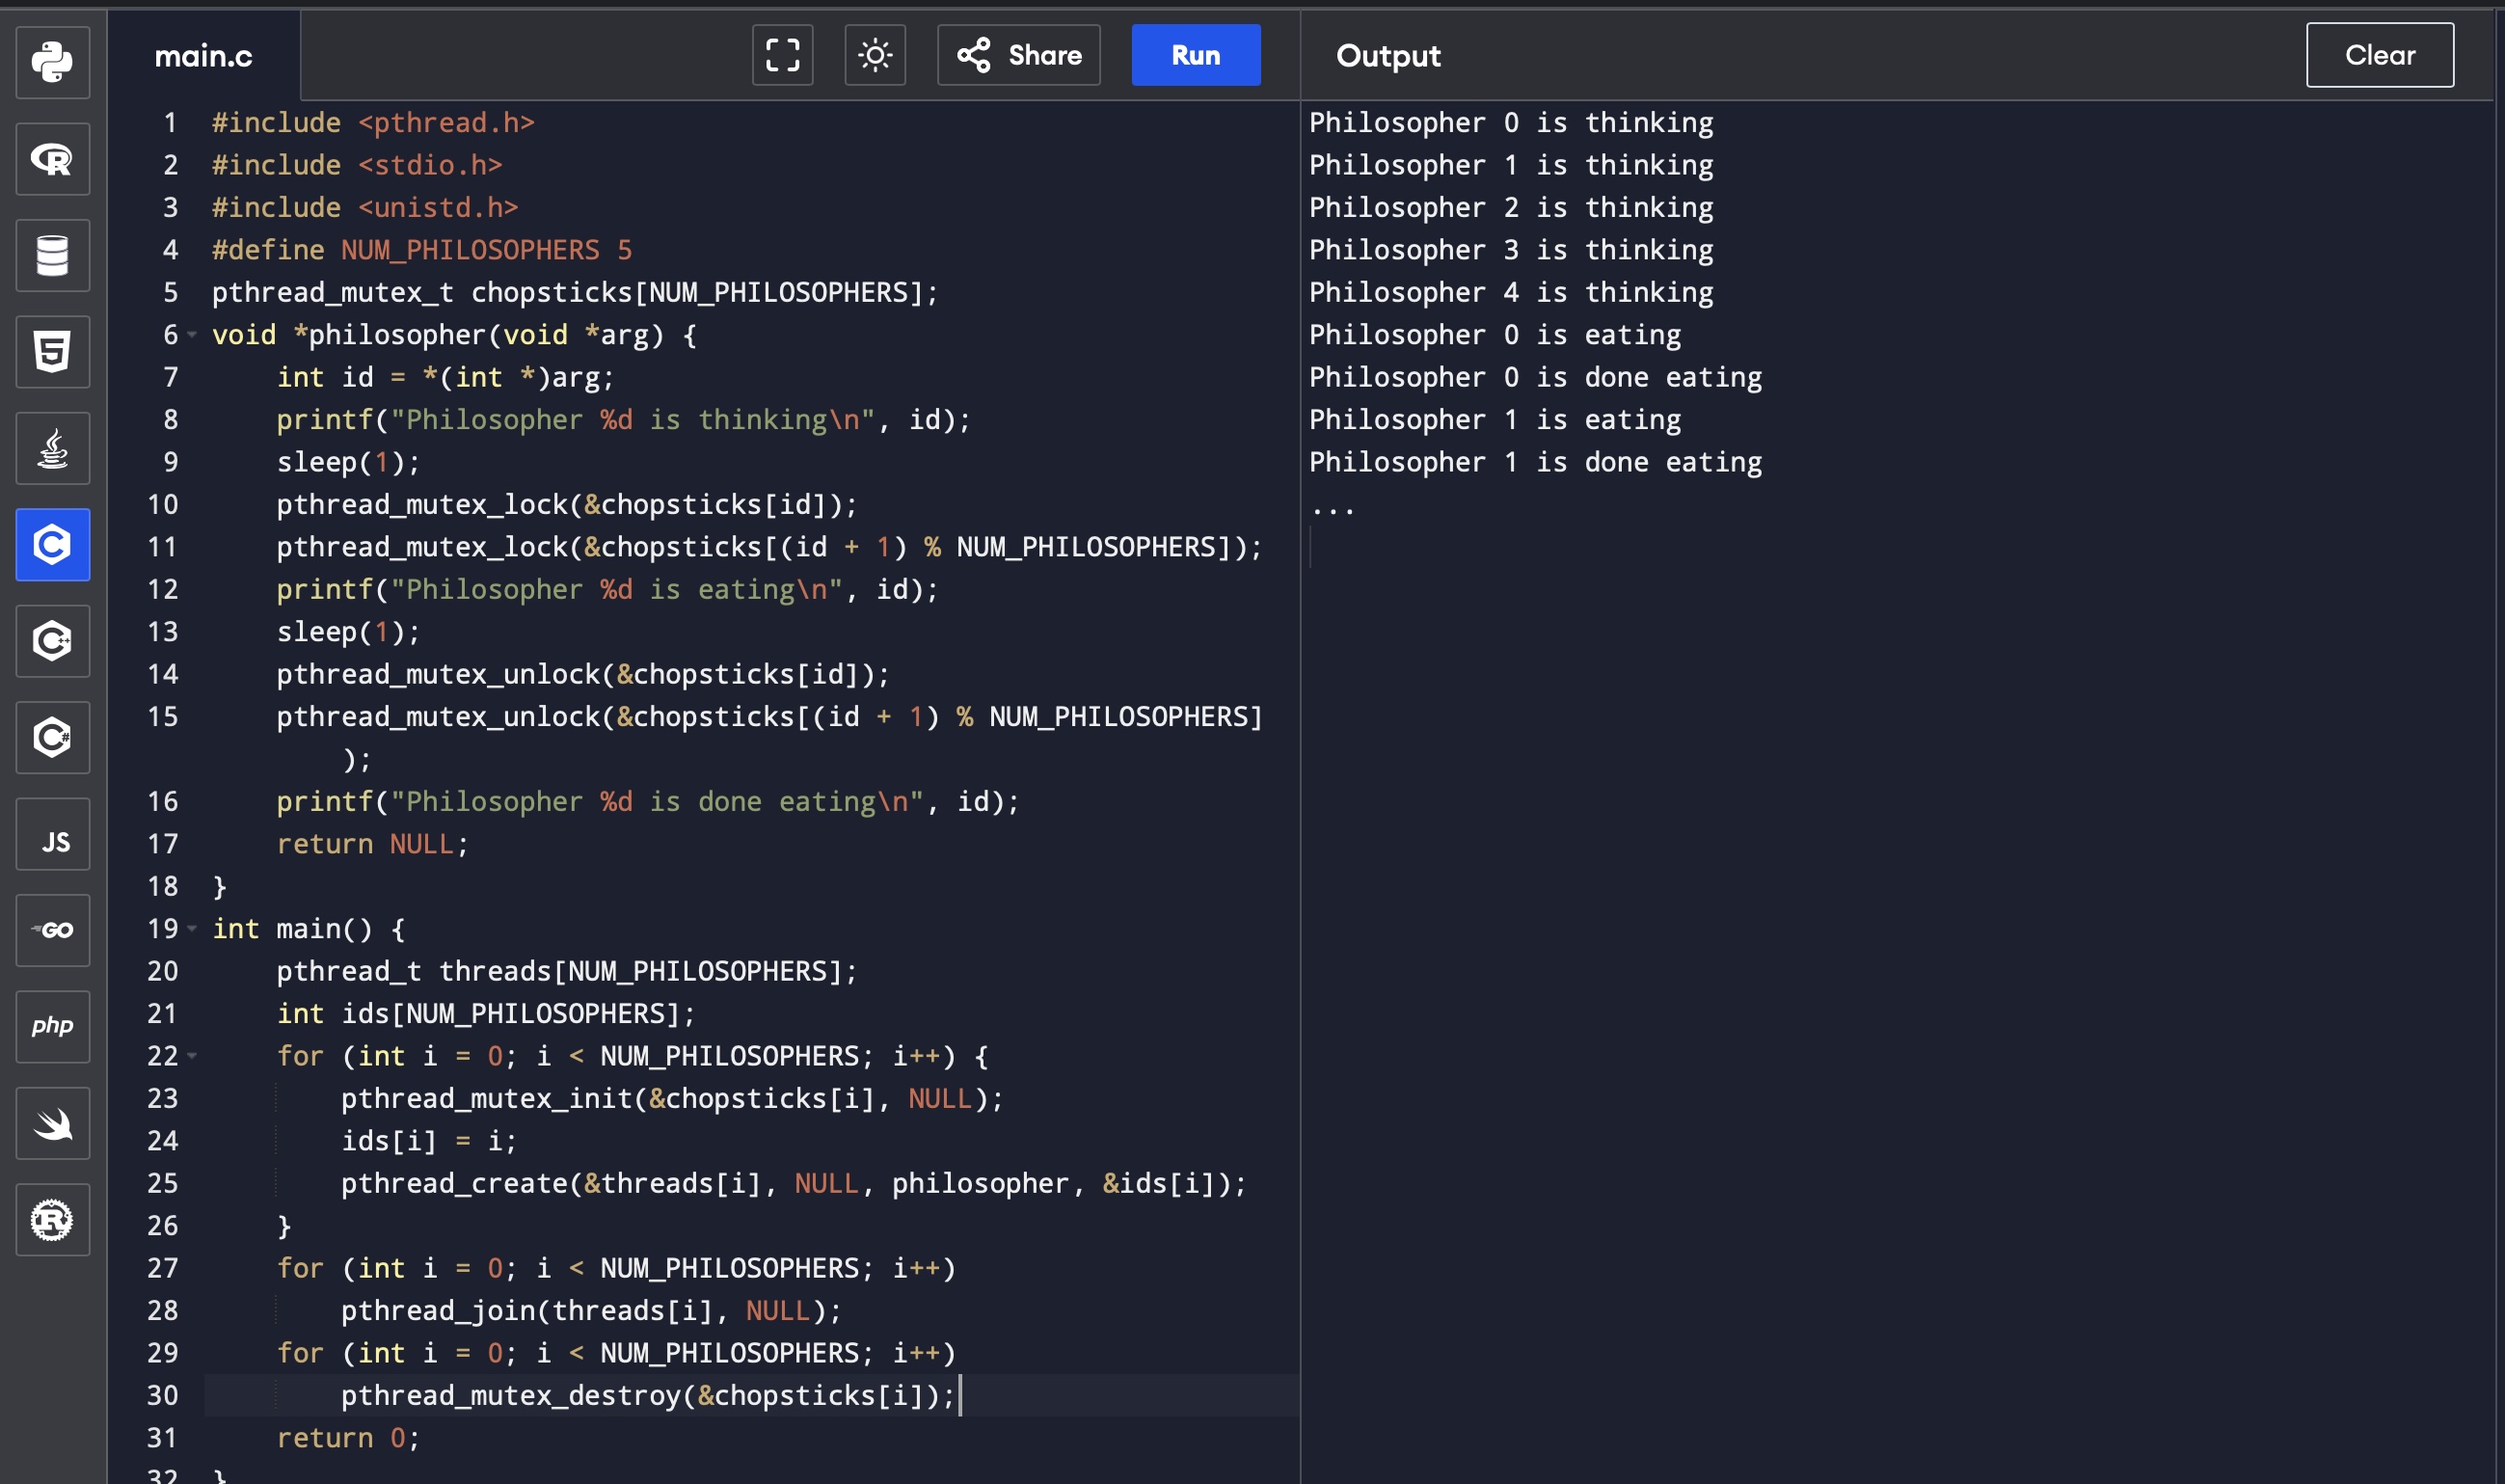 main.c
Share
Run
Output
Clear
R
5
C
C++
C#
JS
GO
php
R
1 #include <pthread.h>
2 #include <stdio.h>
3 #include <unistd.h>
4 #define NUM_PHILOSOPHERS 5
5 pthread_mutex_t chopsticks[NUM_PHILOSOPHERS];
6 void *philosopher(void *arg) {
7     int id = *(int *)arg;
8     printf("Philosopher %d is thinking\n", id);
9     sleep(1);
10     pthread_mutex_lock(&chopsticks[id]);
11     pthread_mutex_lock(&chopsticks[(id + 1) % NUM_PHILOSOPHERS]);
12     printf("Philosopher %d is eating\n", id);
13     sleep(1);
14     pthread_mutex_unlock(&chopsticks[id]);
15     pthread_mutex_unlock(&chopsticks[(id + 1) % NUM_PHILOSOPHERS]
);
16     printf("Philosopher %d is done eating\n", id);
17     return NULL;
18 }
19 int main() {
20     pthread_t threads[NUM_PHILOSOPHERS];
21     int ids[NUM_PHILOSOPHERS];
22     for (int i = 0; i < NUM_PHILOSOPHERS; i++) {
23         pthread_mutex_init(&chopsticks[i], NULL);
24         ids[i] = i;
25         pthread_create(&threads[i], NULL, philosopher, &ids[i]);
26     }
27     for (int i = 0; i < NUM_PHILOSOPHERS; i++)
28         pthread_join(threads[i], NULL);
29     for (int i = 0; i < NUM_PHILOSOPHERS; i++)
30         pthread_mutex_destroy(&chopsticks[i]);
31     return 0;
32 }
Philosopher 0 is thinking
Philosopher 1 is thinking
Philosopher 2 is thinking
Philosopher 3 is thinking
Philosopher 4 is thinking
Philosopher 0 is eating
Philosopher 0 is done eating
Philosopher 1 is eating
Philosopher 1 is done eating
...